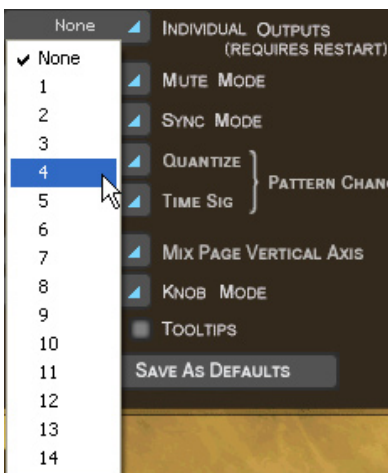 None
INDIVIDUAL OUTPUTS
(REQUIRES RESTART)
✓ None
MUTE MODE
1
2
SYNC MODE
3
QUANTIZE
4
PATTERN CHAN
5
TIME SIG
6
7
MIX PAGE VERTICAL AXIS
8
KNOB MODE
9
TOOLTIPS
10
11
SAVE AS DEFAULTS
12
13
14